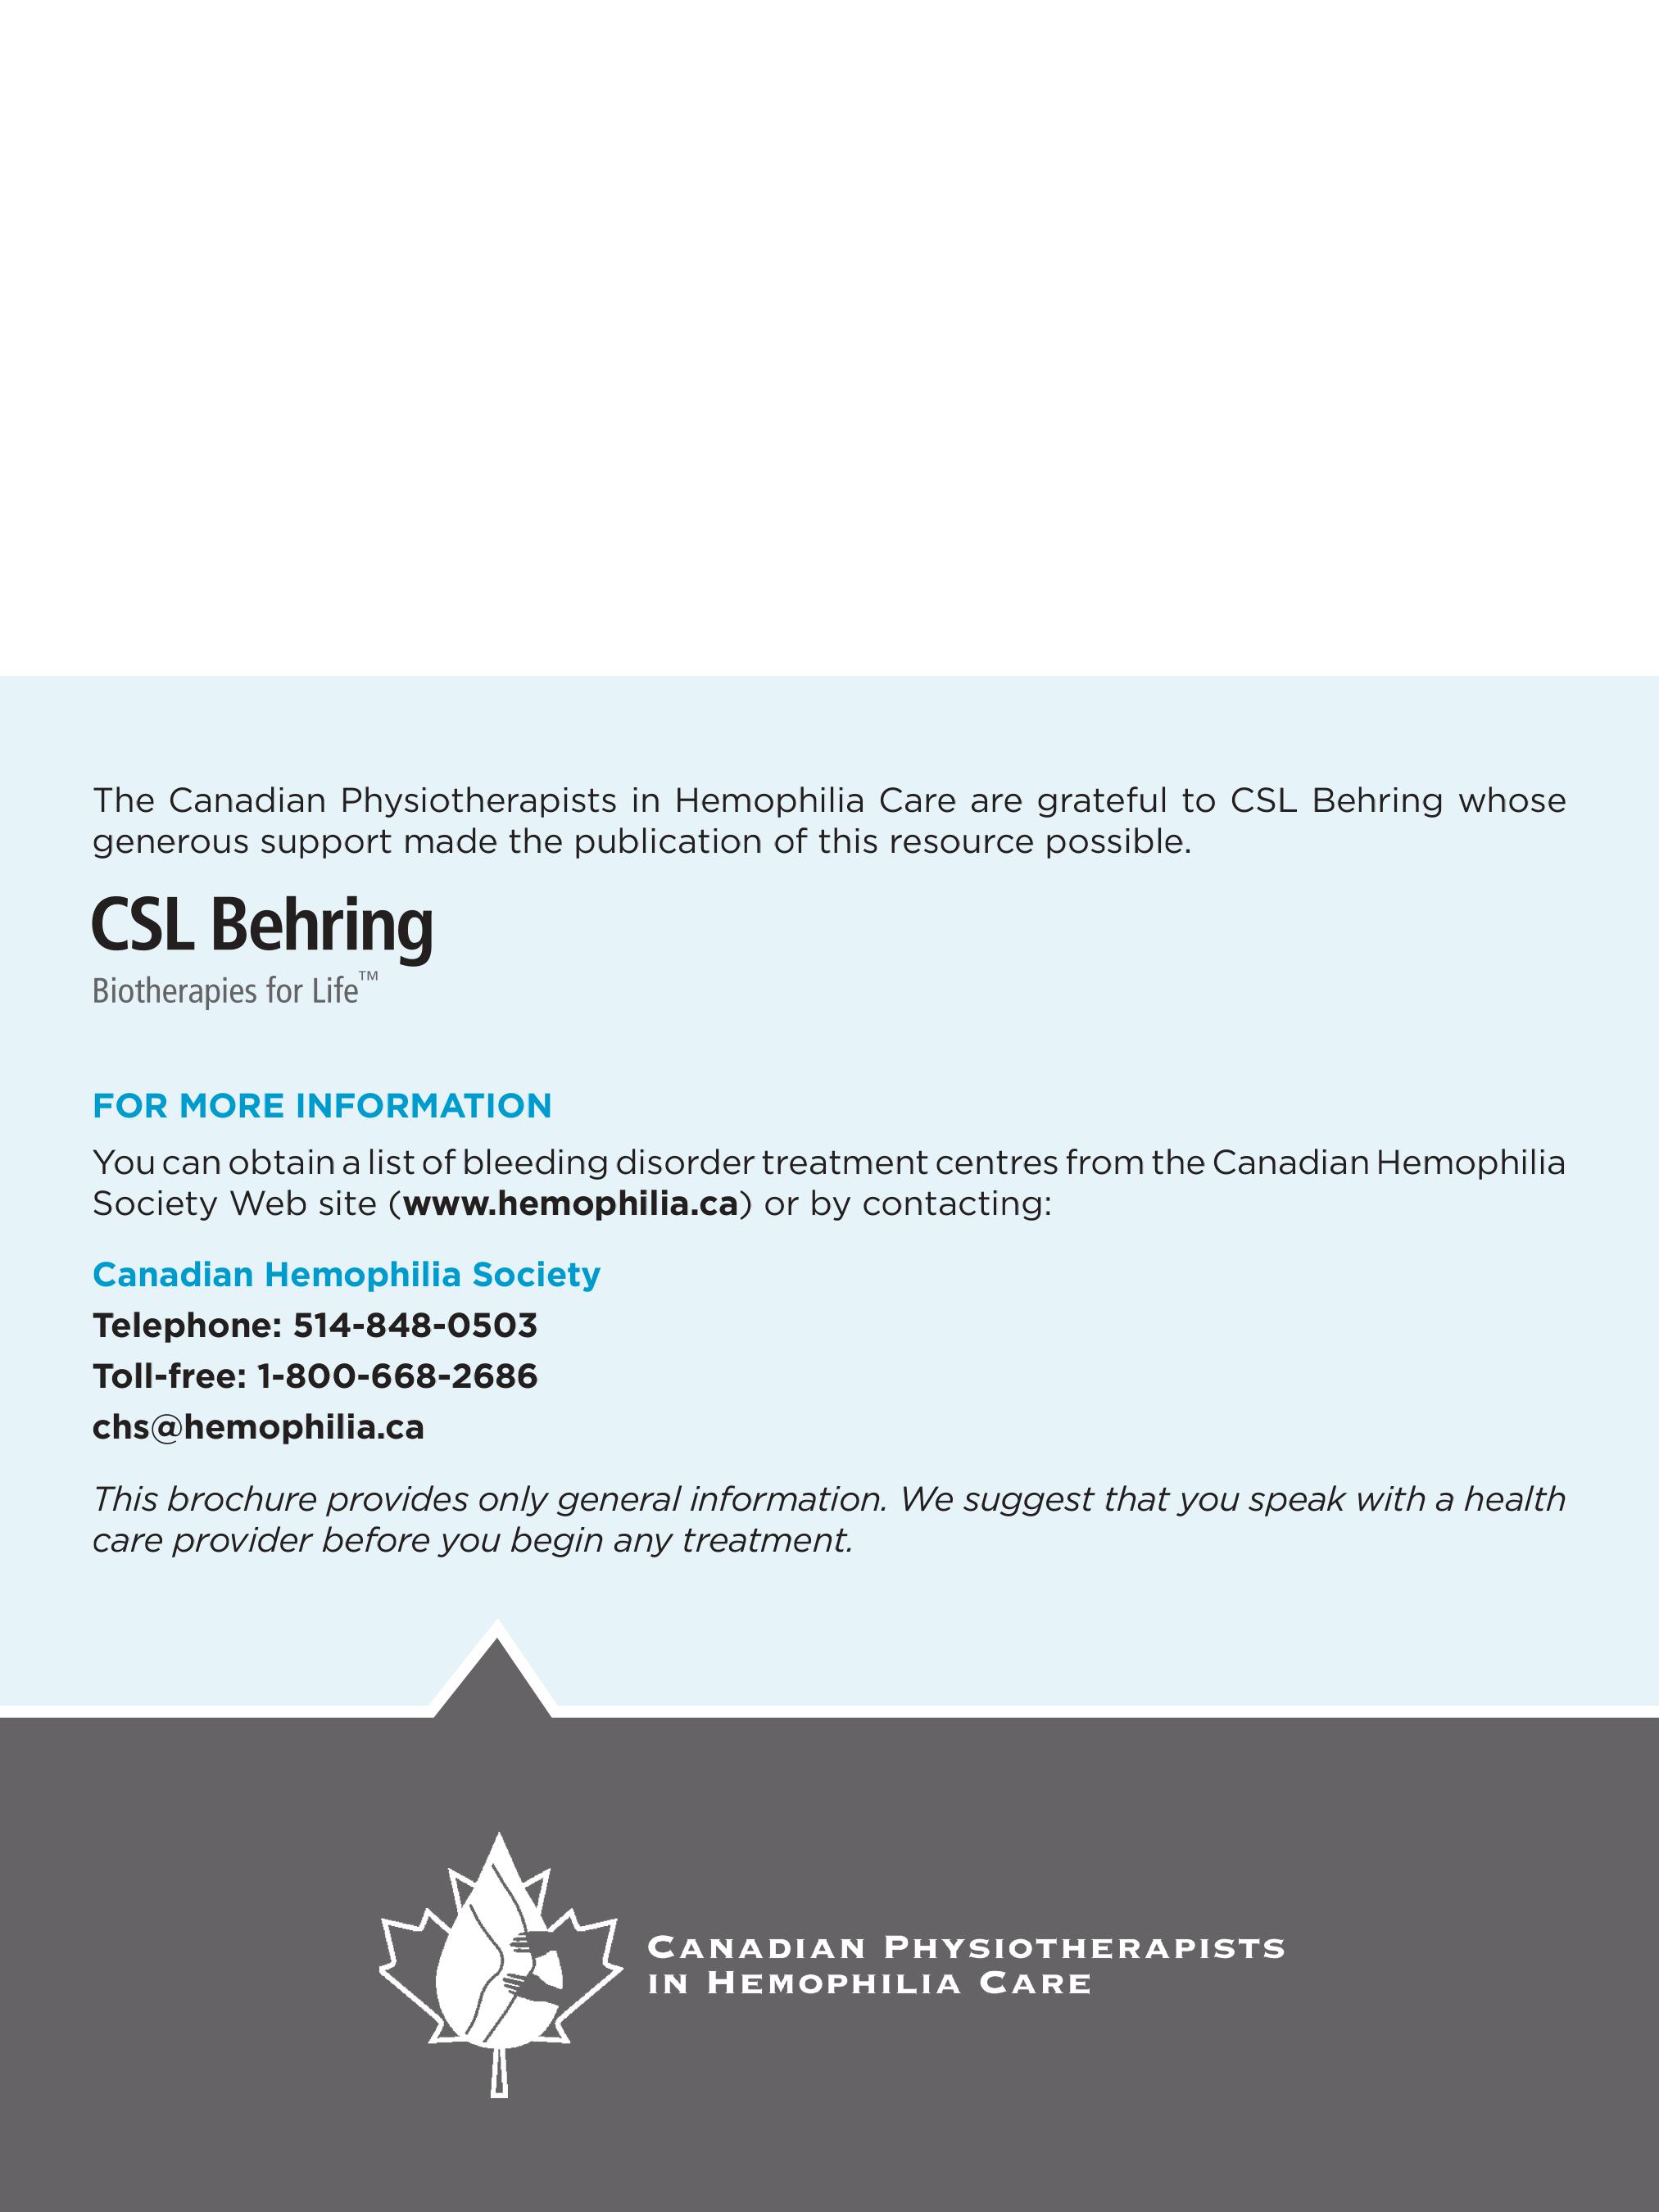 The Canadian Physiotherapists in Hemophilia Care are grateful to CSL Behring whose
generous support made the publication of this resource possible.
CSL Behring
Biotherapies for Life™
FOR MORE INFORMATION
You can obtain a list of bleeding disorder treatment centres from the Canadian Hemophilia
Society Web site (www.hemophilia.ca) or by contacting:
Canadian Hemophilia Society
Telephone: 514-848-0503
Toll-free: 1-800-668-2686
chs@hemophilia.ca
This brochure provides only general information. We suggest that you speak with a health
care provider before you begin any treatment.
CANADIAN PHYSIOTHERAPISTS
IN HEMOPHILIA CARE